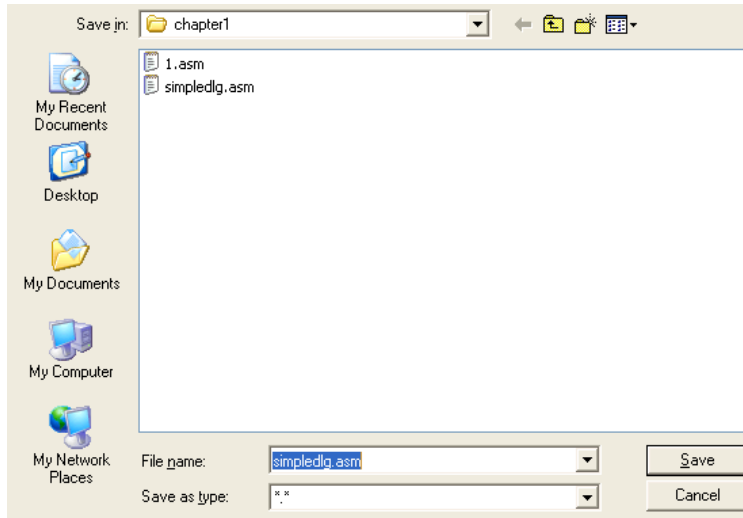 Save in:
chapter1
1.asm
simpledlg.asm
My Recent
Documents
Desktop
My Documents
My Computer
My Network
Places
File name:
simpledlg.asm
Save
Save as type:
*.*
Cancel